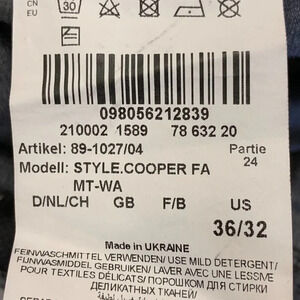 CN
EU
30
098056212839
210002 1589 78 632 20
Artikel: 89-1027/04 Partie
24
Modell: STYLE.COOPER FA
MT-WA
D/NL/CH GB F/B US
36/32
Made in UKRAINE
FEINWASCHMITTEL VERWENDEN/ USE MILD DETERGENT/
FIJNWASMIDDEL GEBRUIKEN/ LAVER AVEC UNE LESSIVE
POUR TEXTILES DÉLICATS/ ПОРОШОК ДЛЯ СТИРКИ
ДЕЛИКАТНЫХ ТКАНЕЙ/